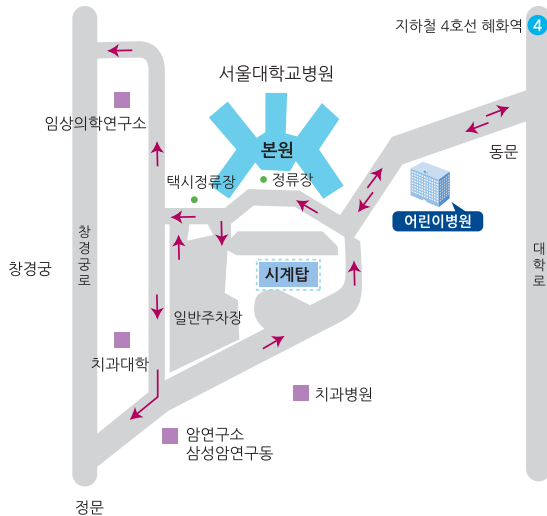 지하철 4호선 혜화역 4
서울대학교병원
임상의학연구소
본원
동문
택시정류장
정류장
어린이병원
창경궁로
대학로
창경궁
시계탑
일반주차장
치과대학
치과병원
암연구소
삼성암연구동
정문